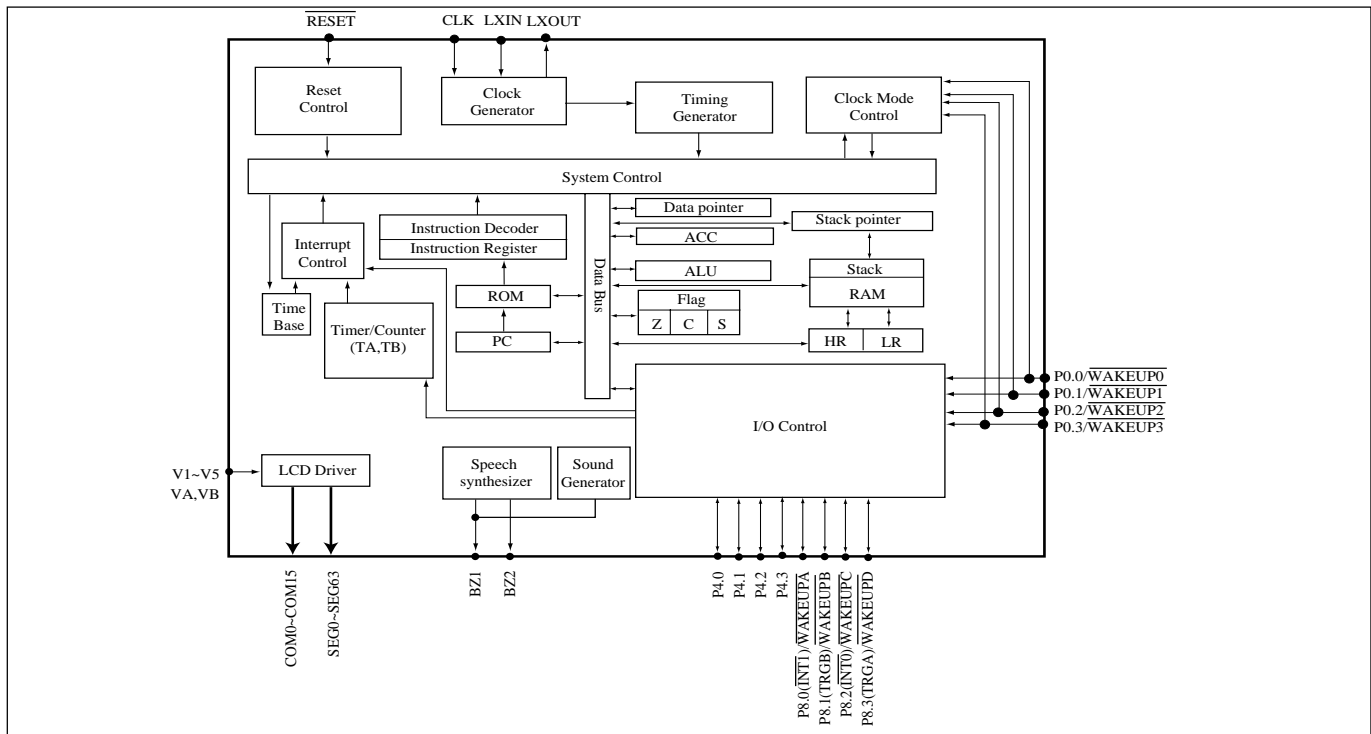 RESET
CLK LXIN LXOUT
Reset
Control
Clock
Generator
Timing
Generator
Clock Mode
Control
System Control
Data pointer
Stack pointer
Instruction Decoder
Instruction Register
ACC
Interrupt
Control
Data Bus
ALU
Stack
RAM
ROM
Flag
Z C S
Time
Base
Timer/Counter
(TA,TB)
PC
HR LR
I/O Control
P0.0/WAKEUP0
P0.1/WAKEUP1
P0.2/WAKEUP2
P0.3/WAKEUP3
V1~V5
VA,VB
LCD Driver
Speech
synthesizer
Sound
Generator
COM0~COM15
SEG0~SEG63
BZ1
BZ2
P4.0
P4.1
P4.2
P4.3
P8.0(INT1)/WAKEUPA
P8.1(TRGB)/WAKEUPB
P8.2(INT0)/WAKEUPC
P8.3(TRGA)/WAKEUPD